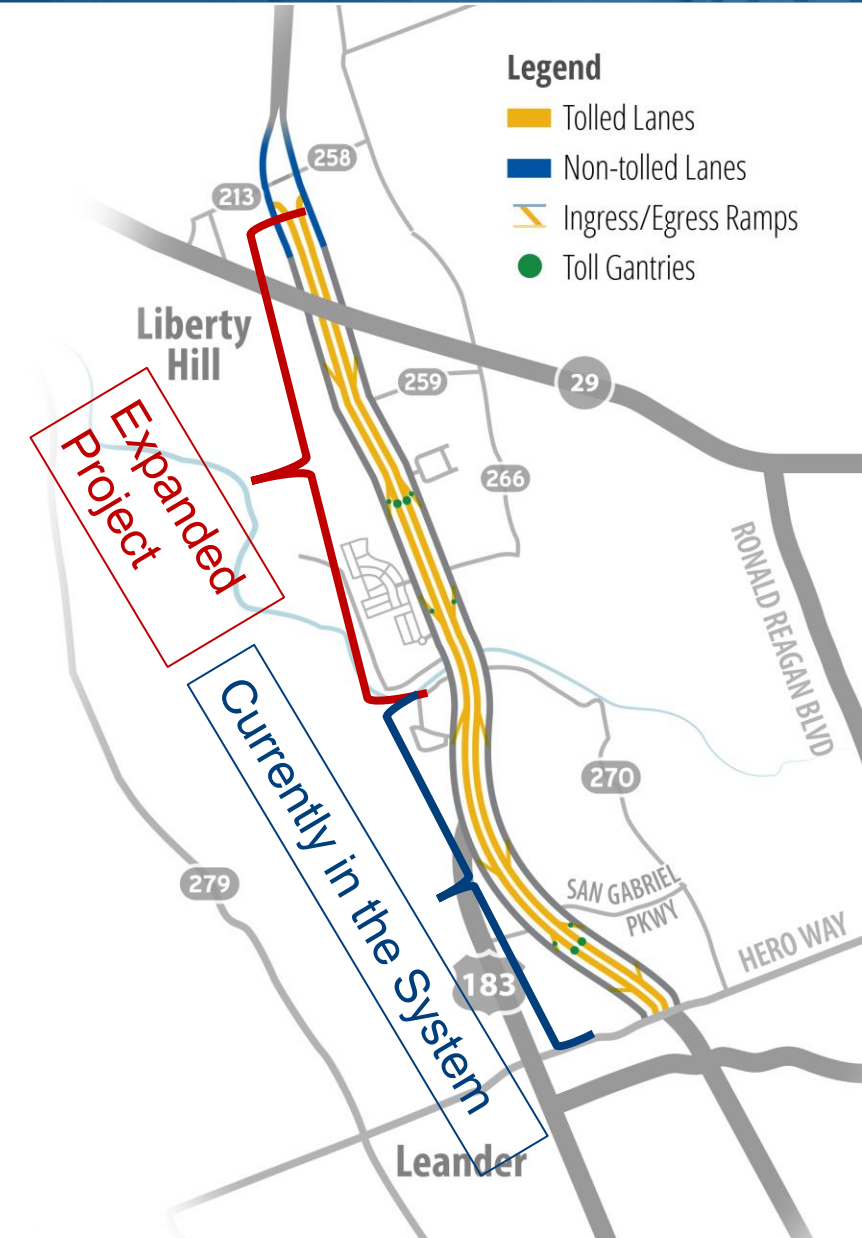 Legend
Tolled Lanes
Non-tolled Lanes
Ingress/Egress Ramps
Toll Gantries
258
213
Liberty
Hill
29
259
266
Expanded
Project
RONALD REAGAN BLVD
Currently in the System
270
279
SAN GABRIEL
PKWY
HERO WAY
183
Leander